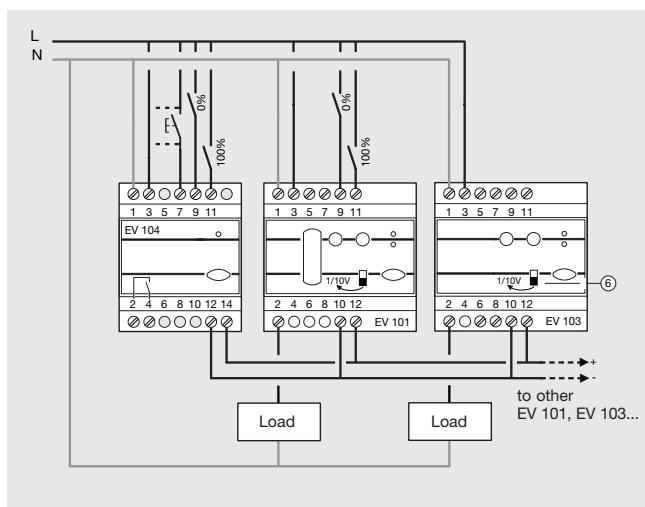 L
N
0%
100%
0%
100%
1 3 5 7 9 11
1 3 5 7 9 11
1 3 5 7 9 11
EV 104
1/10V
1/10V
6
2 4 6 8 10 12 14
2 4 6 8 10 12
2 4 6 8 10 12
EV 101
EV 103
+
-
Load
Load
to other
EV 101, EV 103...